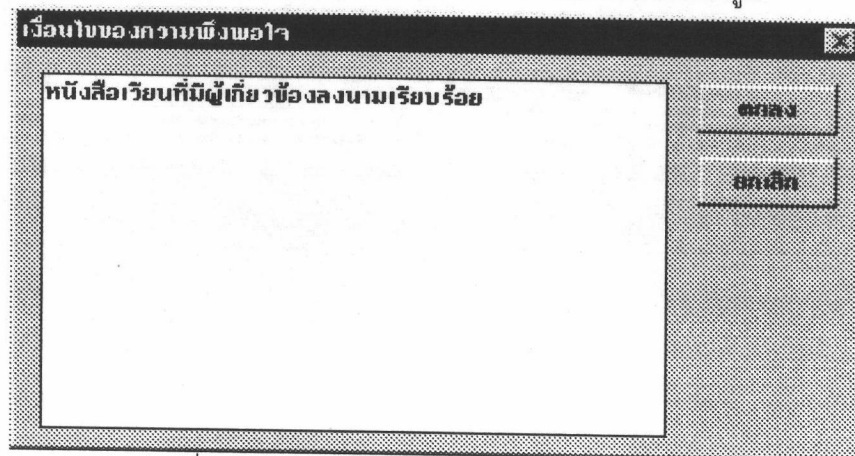 เงื่อนไขของความพึงพอใจ
หนังสือเวียนที่มีผู้เกี่ยวข้องลงนามเรียบร้อย
ตกลง
ยกเลิก